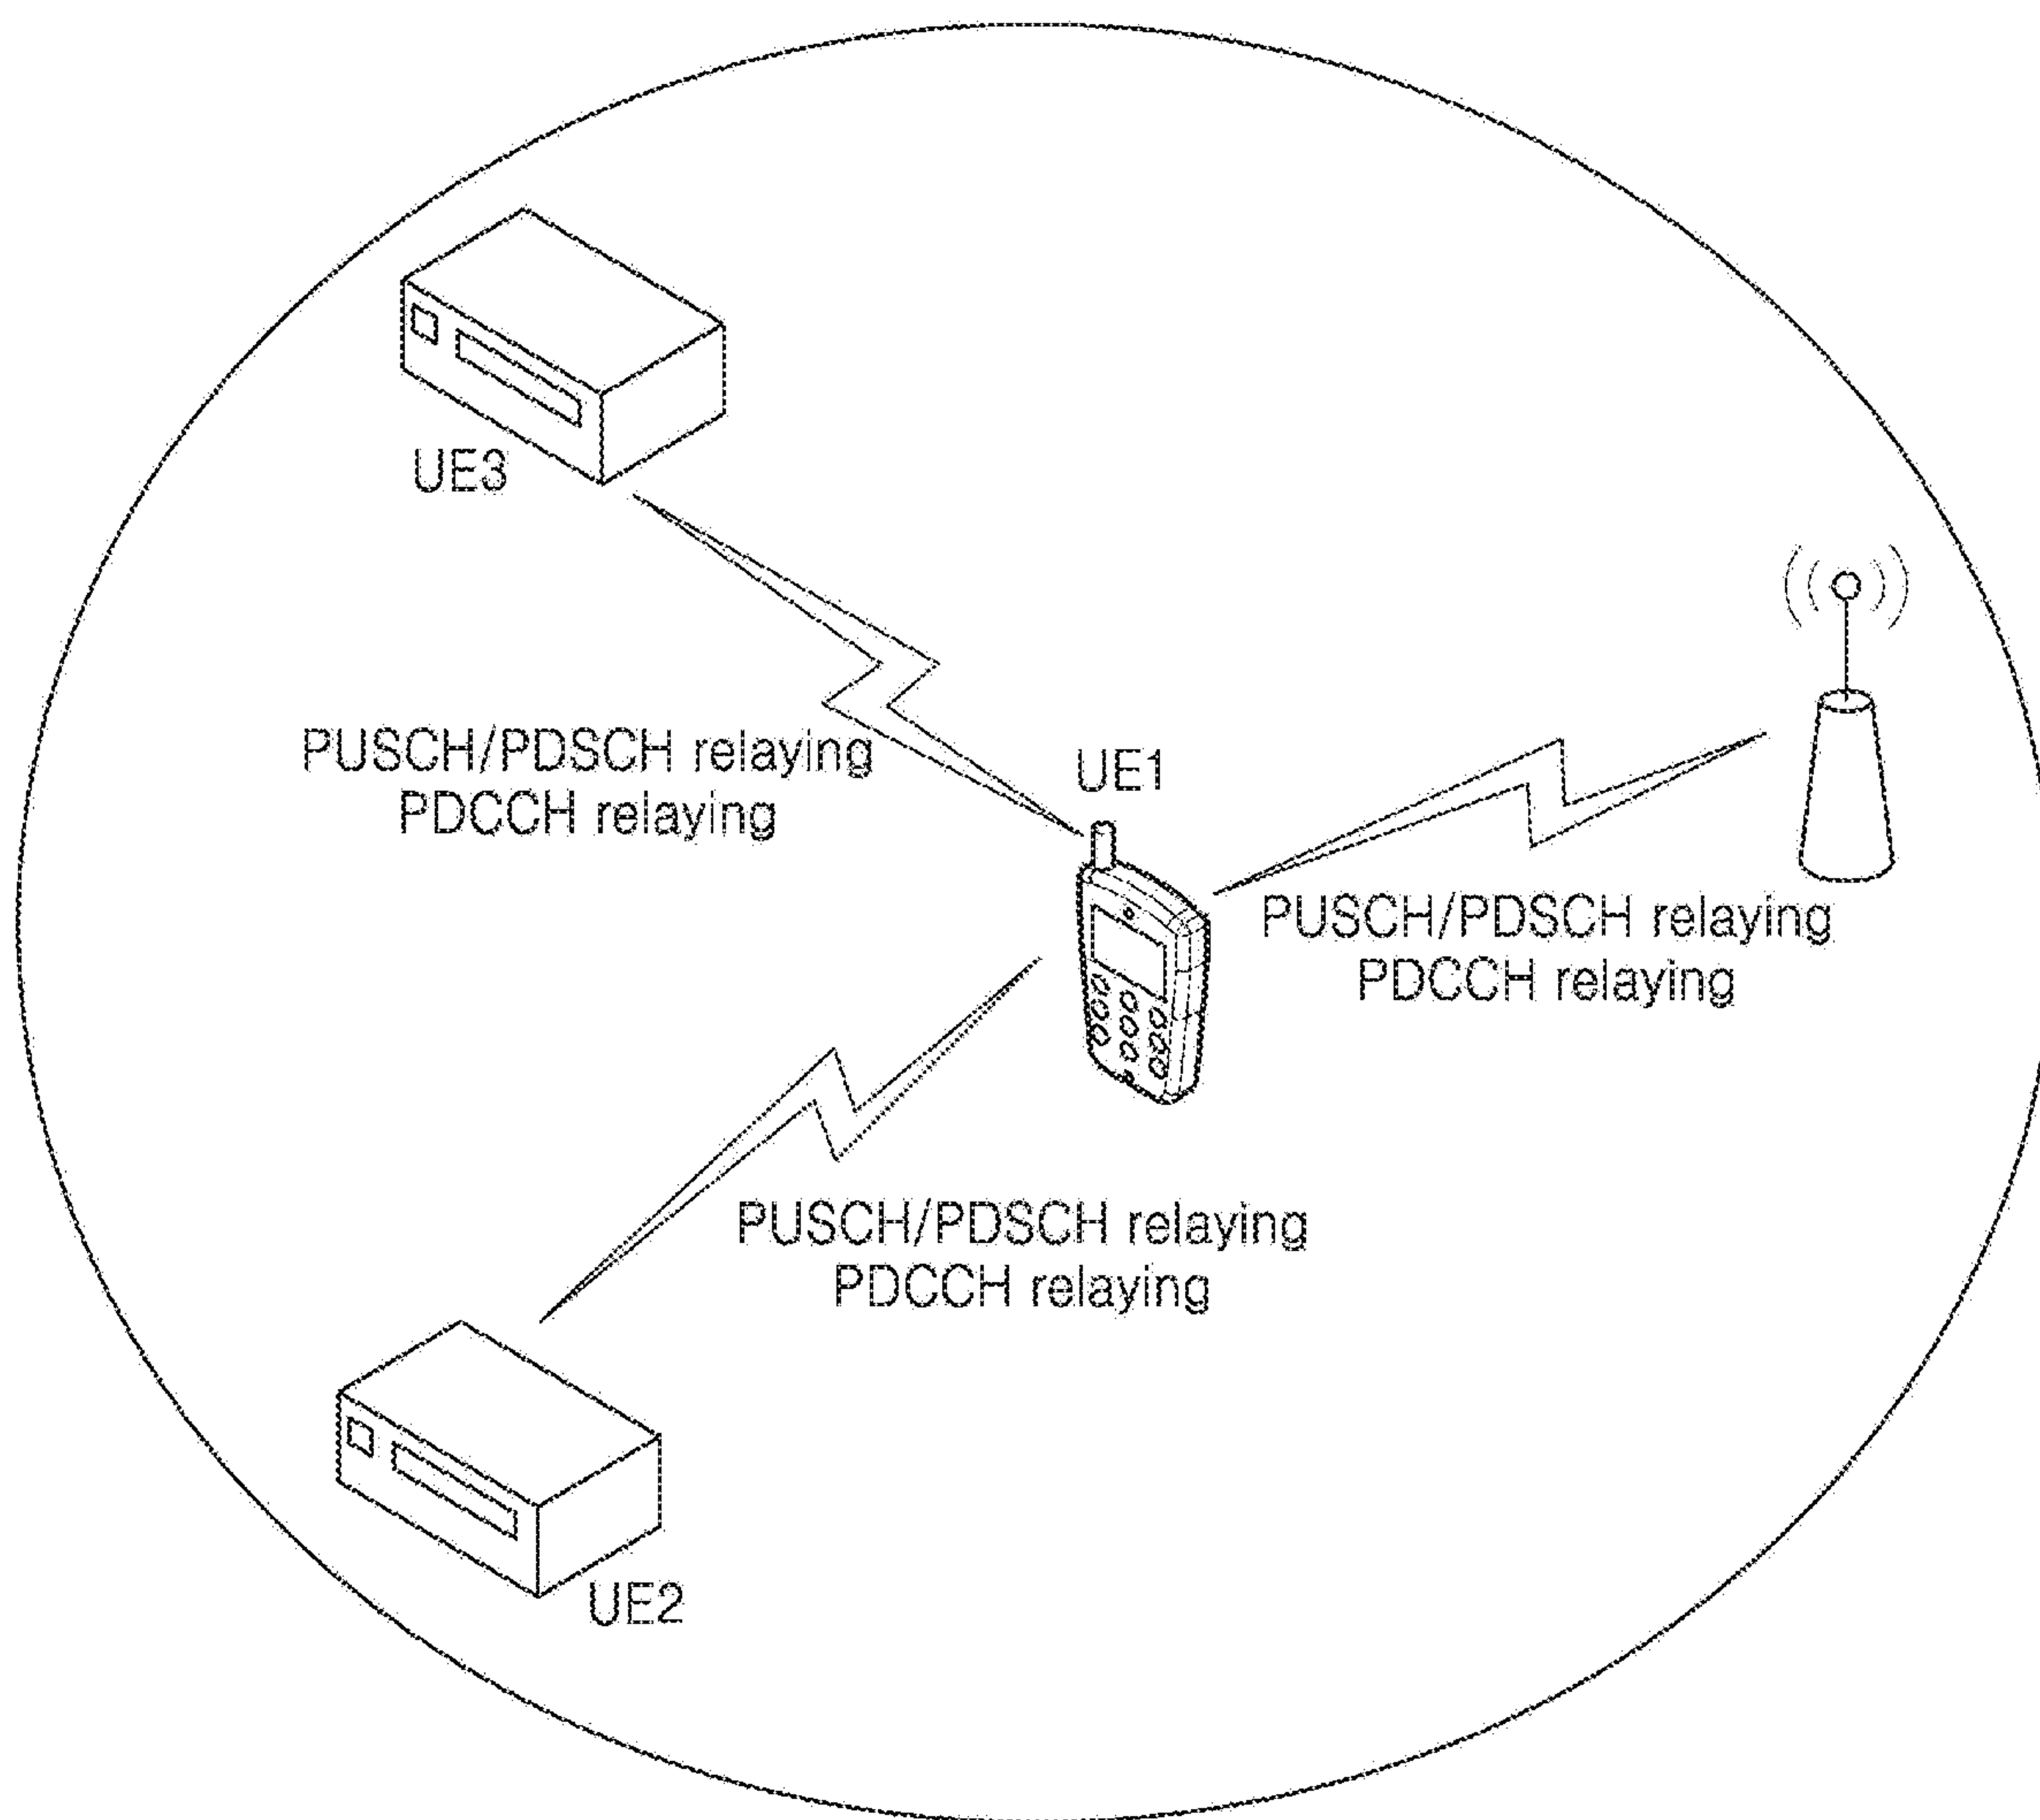 UE3
PUSCH/PDSCH relaying
PDCCH relaying
UE1
PUSCH/PDSCH relaying
PDCCH relaying
PUSCH/PDSCH relaying
PDCCH relaying
UE2